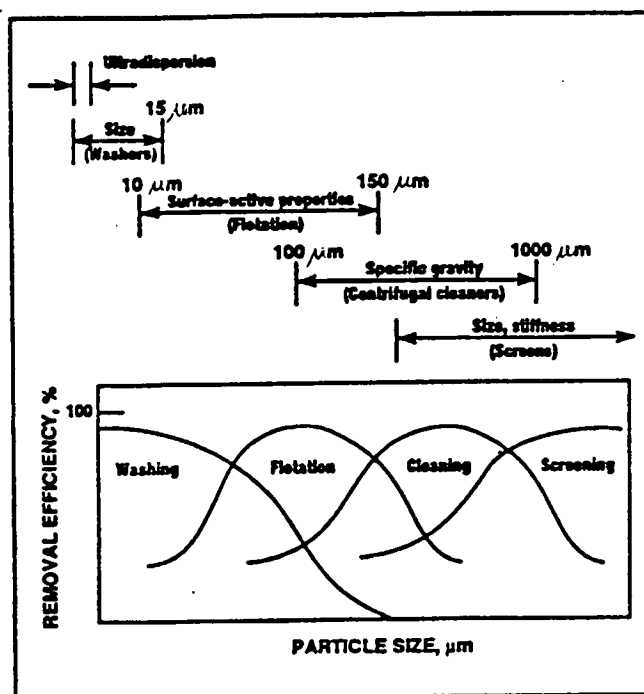 Ultradispersion
15 μm
Size
(Washers)
10 μm
150 μm
Surface-active properties
(Flotation)
100 μm
1000 μm
Specific gravity
(Centrifugal cleaners)
Size, stiffness
(Screens)
100
Washing
Flotation
Cleaning
Screening
REMOVAL EFFICIENCY, %
PARTICLE SIZE, μm